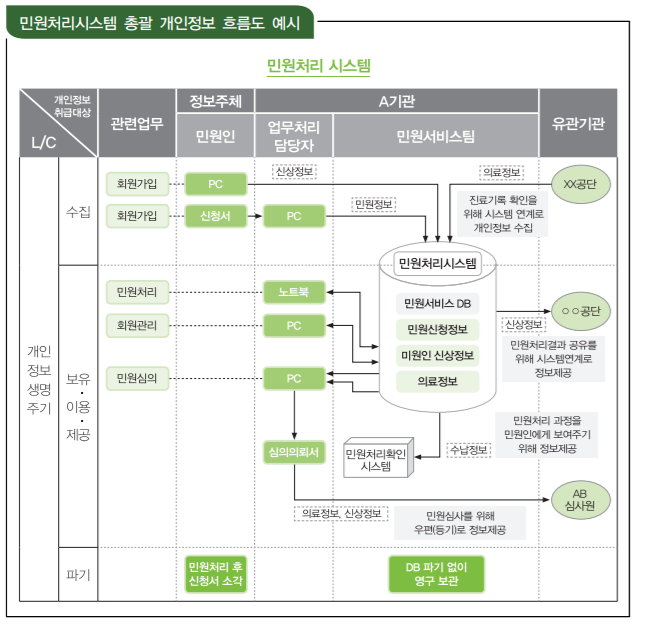 민원처리시스템 총괄 개인정보 흐름도 예시
민원처리 시스템
개인정보
취급대상
L/C
관련업무
정보주체
A기관
유관기관
민원인
업무처리
담당자
민원서비스팀
수집
회원가입
PC
신상정보
의료정보
XX공단
회원가입
신청서
PC
민원정보
진료기록 확인을
위해 시스템 연계로
개인정보 수집
민원처리시스템
민원서비스 DB
민원신청정보
미원인 신상정보
의료정보
개인
정보
생명
주기
보유
·
이용
·
제공
민원처리
노트북
회원관리
PC
민원심의
PC
○○공단
신상정보
민원처리결과 공유를
위해 시스템연계로
정보제공
심의의뢰서
민원처리확인
시스템
수납정보
민원처리 과정을
민원인에게 보여주기
위해 정보제공
AB
심사원
의료정보, 신상정보
민원심사를 위해
우편(등기)로 정보제공
파기
민원처리 후
신청서 소각
DB 파기 없이
영구 보관